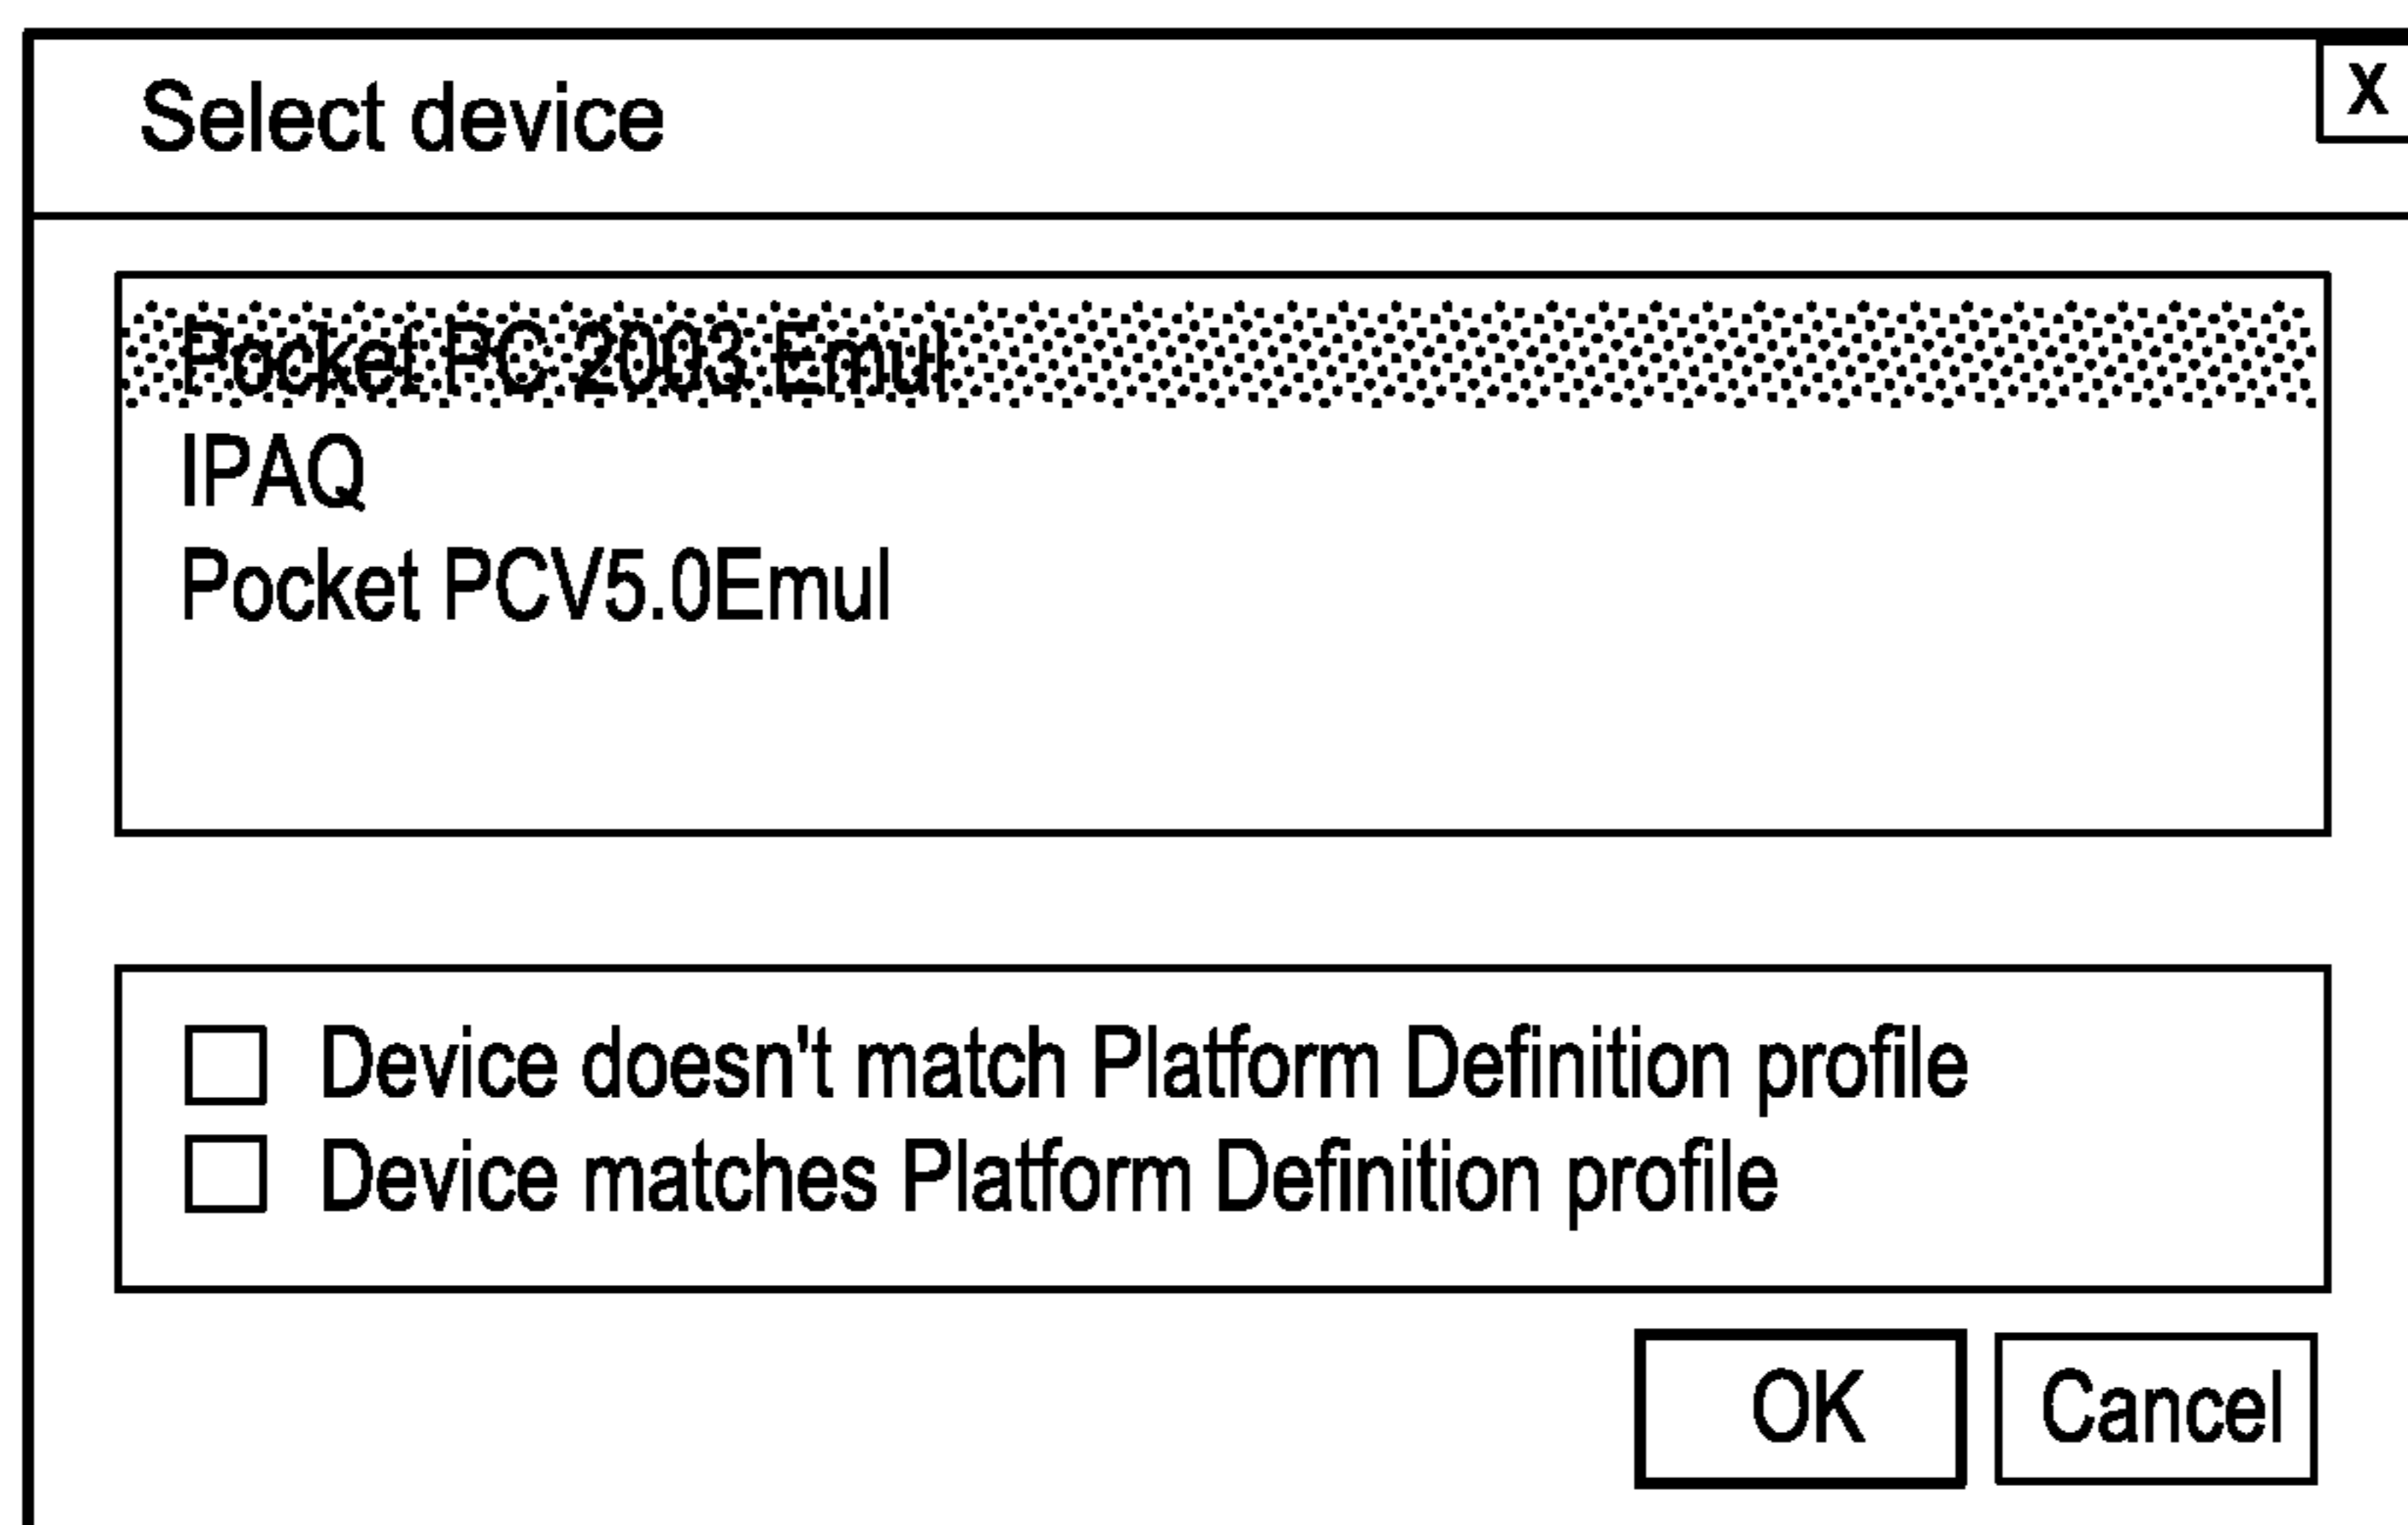 Select device
X
Pocket PC 2003 Emul
IPAQ
Pocket PCV5.0Emul
Device doesn't match Platform Definition profile
Device matches Platform Definition profile
OK Cancel